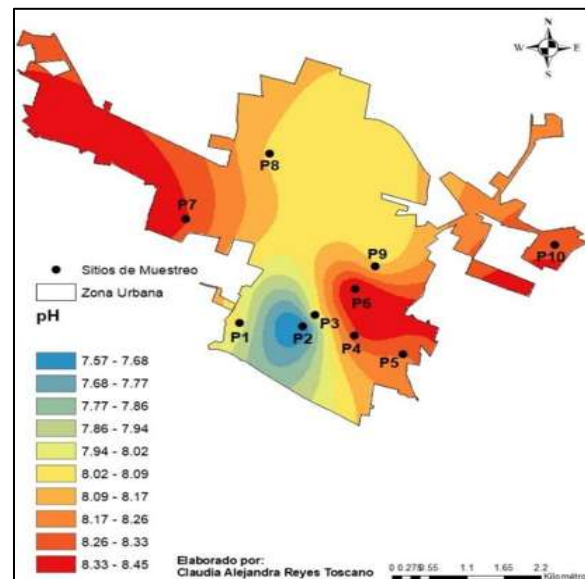 N
W E
S
P8
P7
P9
P10
P6
P1
P2
P3
P4
P5
Sitios de Muestreo
Zona Urbana
pH
7.57 - 7.68
7.68 - 7.77
7.77 - 7.86
7.86 - 7.94
7.94 - 8.02
8.02 - 8.09
8.09 - 8.17
8.17 - 8.26
8.26 - 8.33
8.33 - 8.45
Elaborado por:
Claudia Alejandra Reyes Toscano
1.1 1.65 2.2